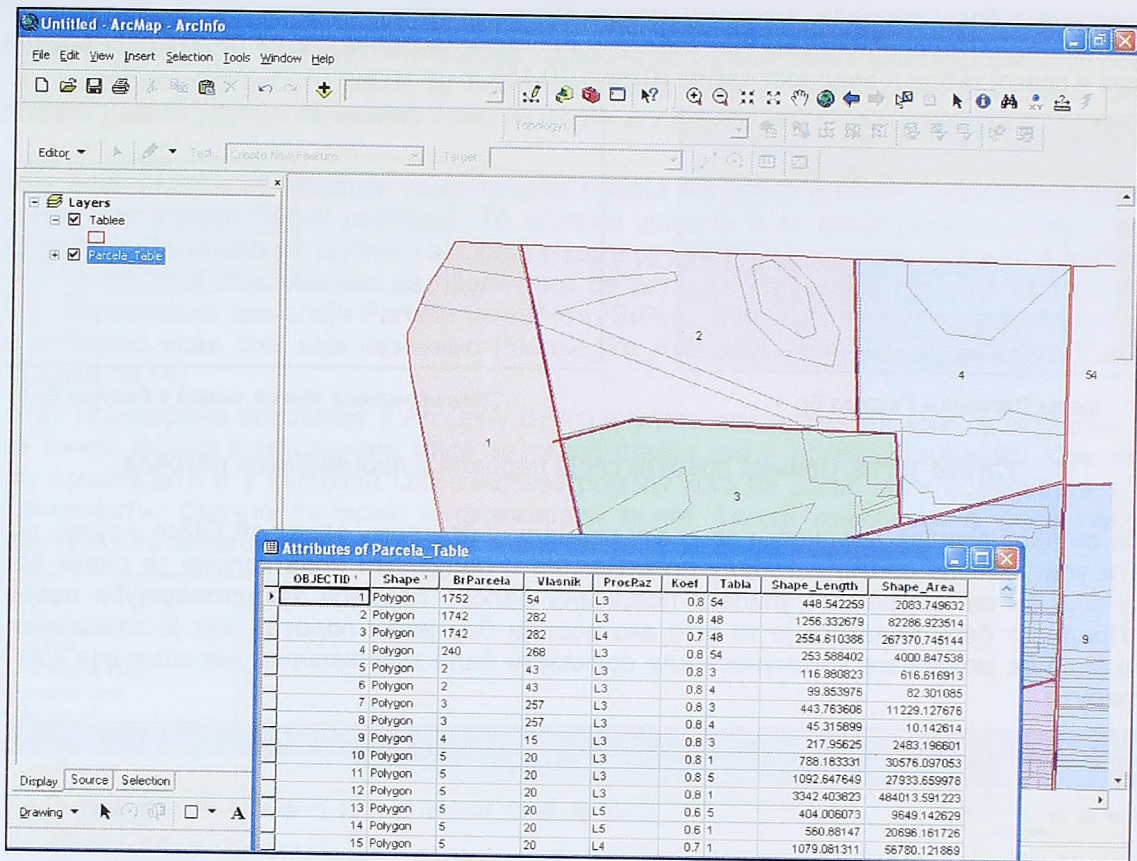 Untitled - ArcMap - ArcInfo
File Edit View Insert Selection Tools Window Help
Topology:
Editor Task: Create New Feature Target:
Layers
Tablee
Parcela_Table
2
4
54
1
3
9
Attributes of Parcela_Table
OBJECTID * Shape * BrParcela Vlasnik ProcRaz Koef Tabla Shape_Length Shape_Area
1 Polygon 1752 54 L3 0.8 54 448.542259 2083.749632
2 Polygon 1742 282 L3 0.8 48 1256.332679 82286.923514
3 Polygon 1742 282 L4 0.7 48 2554.610386 267370.745144
4 Polygon 240 268 L3 0.8 54 253.588402 4000.847538
5 Polygon 2 43 L3 0.8 3 116.880823 616.616913
6 Polygon 2 43 L3 0.8 4 99.853976 82.301085
7 Polygon 3 257 L3 0.8 3 443.763608 11229.127676
8 Polygon 3 257 L3 0.8 4 45.315899 10.142614
9 Polygon 4 15 L3 0.8 3 217.95625 2483.196601
10 Polygon 5 20 L3 0.8 1 788.183331 30576.097053
11 Polygon 5 20 L3 0.8 5 1092.647649 27933.659978
12 Polygon 5 20 L3 0.8 1 3342.403823 484013.591223
13 Polygon 5 20 L5 0.6 5 404.006073 9649.142629
14 Polygon 5 20 L5 0.6 1 560.88147 20696.161726
15 Polygon 5 20 L4 0.7 1 1079.081311 56780.121869
Display Source Selection
Drawing A